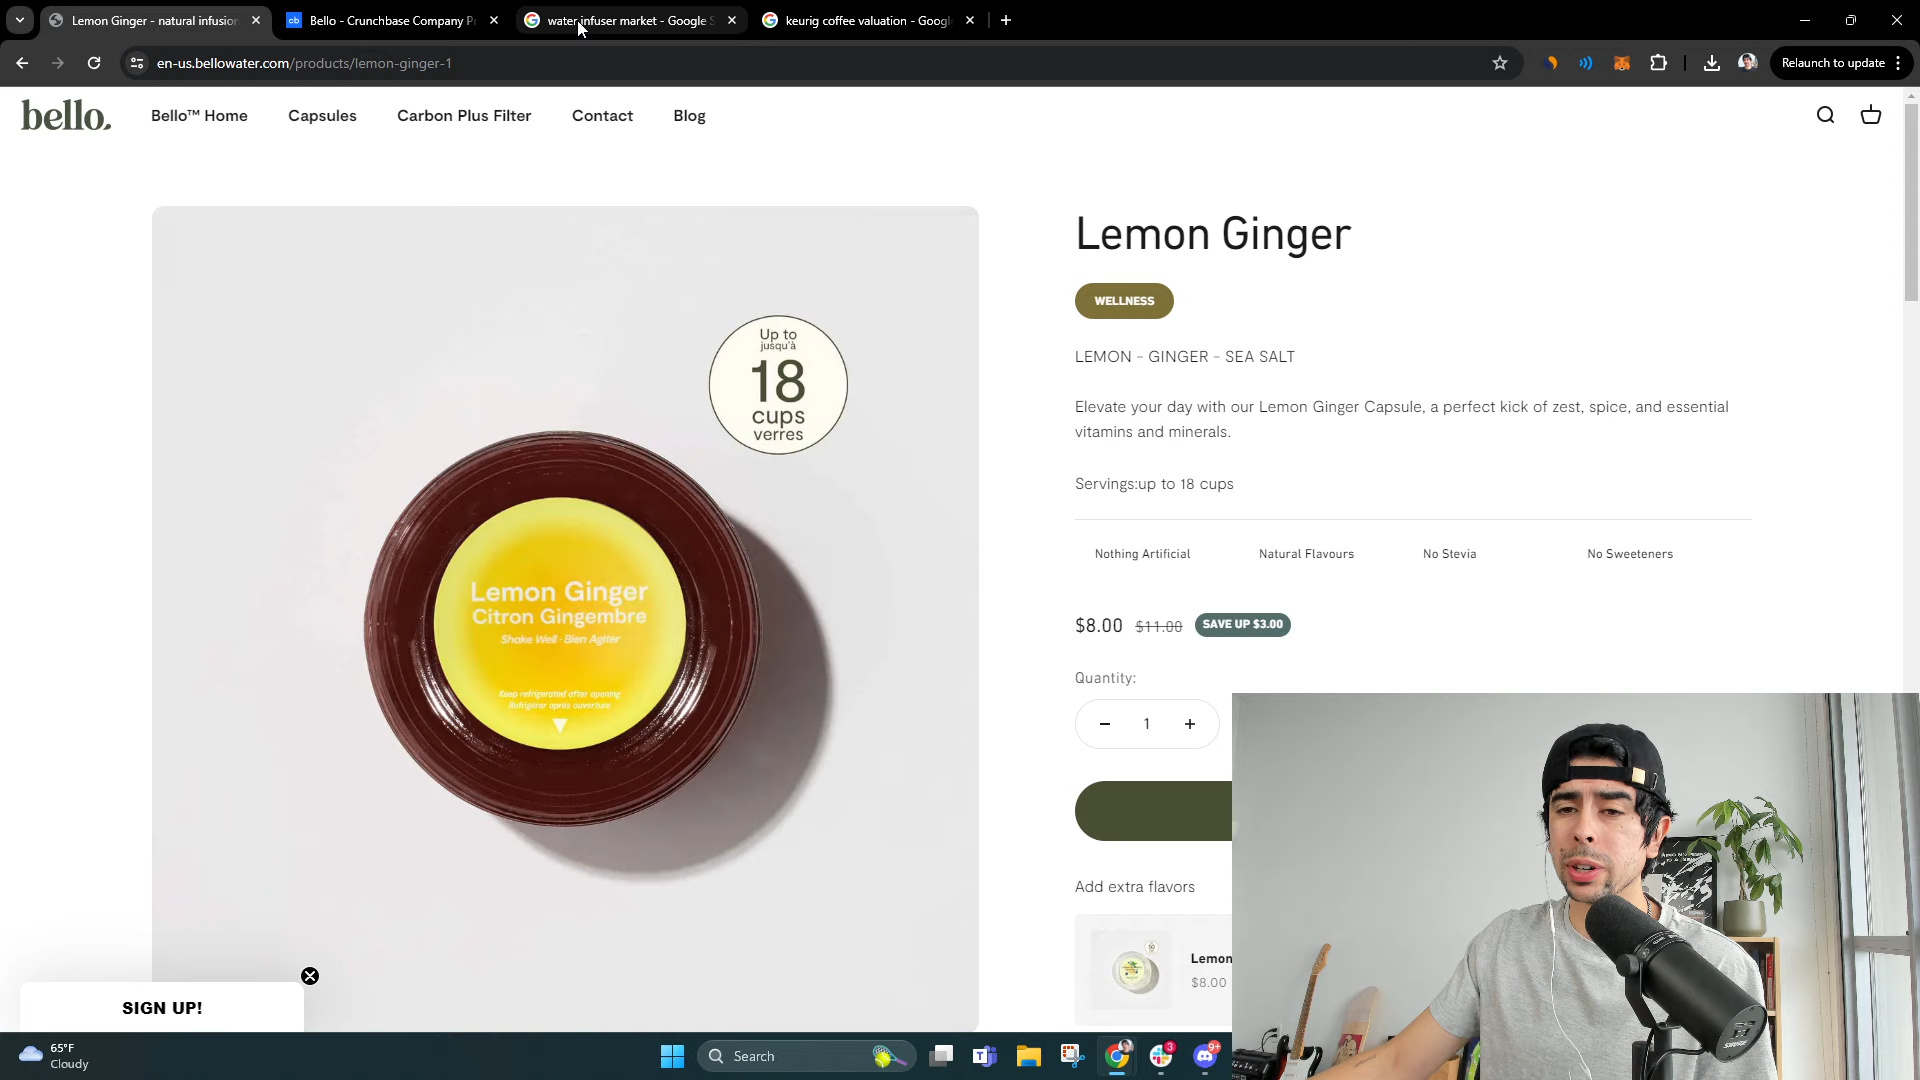 Lemon Ginger - natural infusion
Bello - Crunchbase Company P
water infuser market - Google S
keurig coffee valuation - Googl
en-us.bellowater.com/products/lemon-ginger-1
Relaunch to update
bello.
Bello™ Home
Capsules
Carbon Plus Filter
Contact
Blog
Up to
jusqu'à
18
cups
verres
Lemon Ginger
Citron Gingembre
Shake Well · Bien Agiter
Keep refrigerated after opening
Réfrigérer après ouverture
Lemon Ginger
WELLNESS
LEMON - GINGER - SEA SALT
Elevate your day with our Lemon Ginger Capsule, a perfect kick of zest, spice, and essential
vitamins and minerals.
Servings:up to 18 cups
Nothing Artificial
Natural Flavours
No Stevia
No Sweeteners
$8.00 $11.00 SAVE UP $3.00
Quantity:
1
Add extra flavors
Lemon
$8.00
SIGN UP!
65°F
Cloudy
Search
3
9+
SHURE